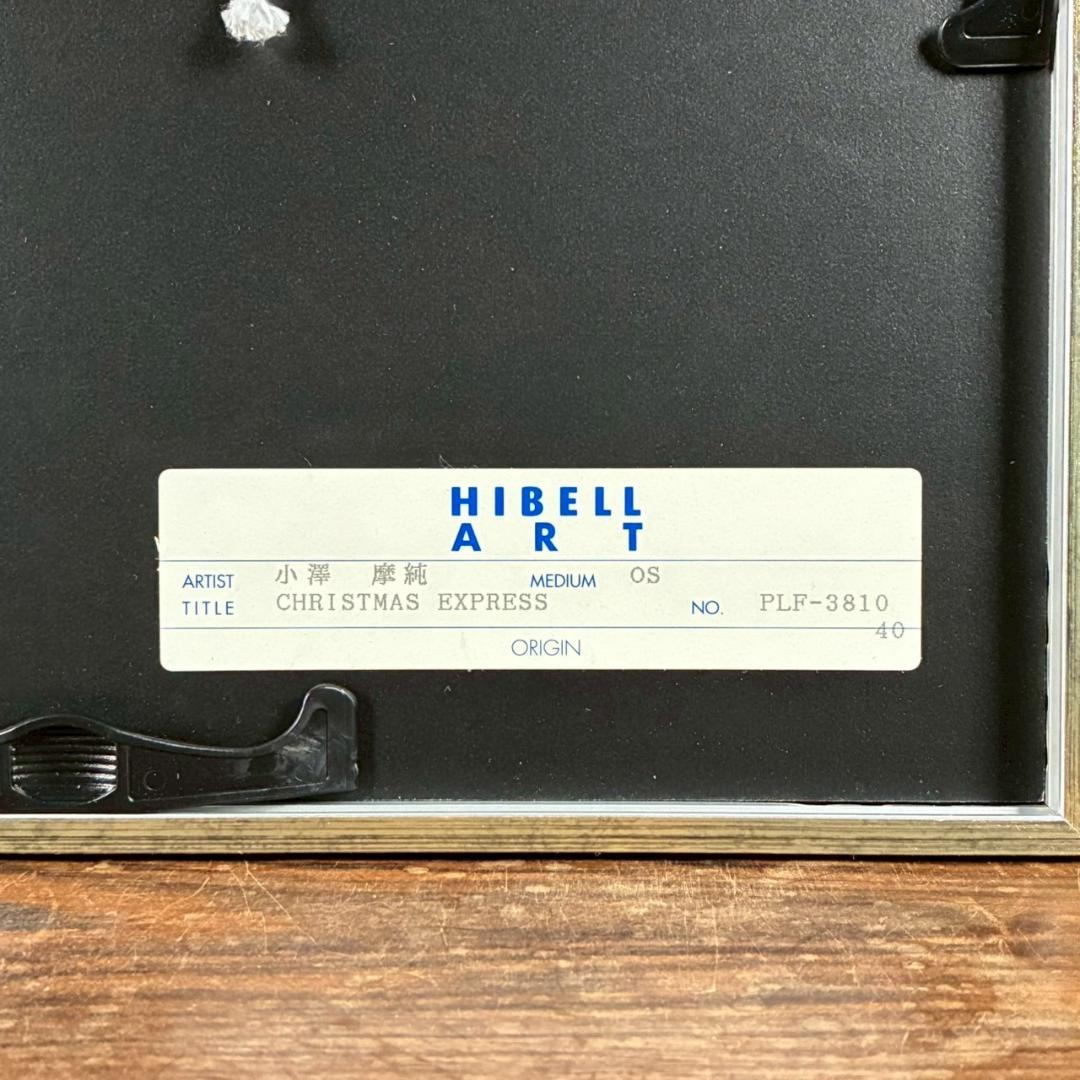 HIBELL
ART
ARTIST 小澤 摩純 MEDIUM OS
TITLE CHRISTMAS EXPRESS NO. PLF-3810
40
ORIGIN